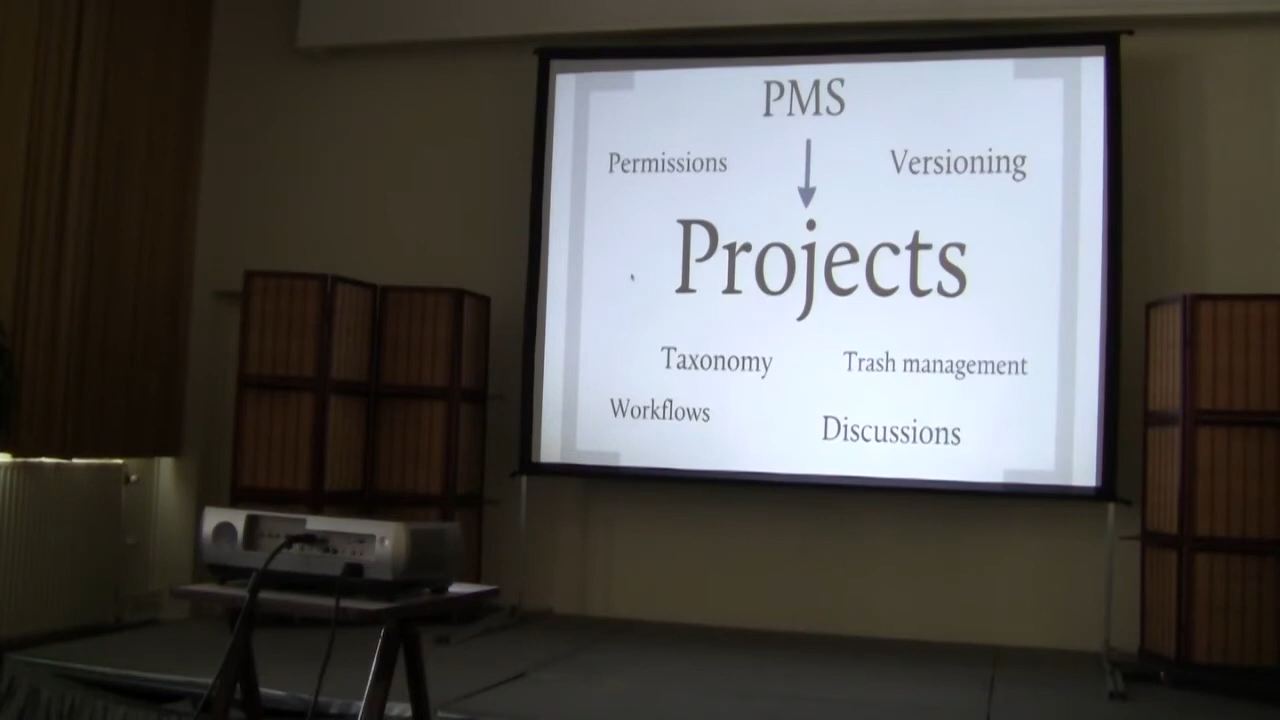 PMS
Permissions
Versioning
Projects
Taxonomy
Trash management
Workflows
Discussions